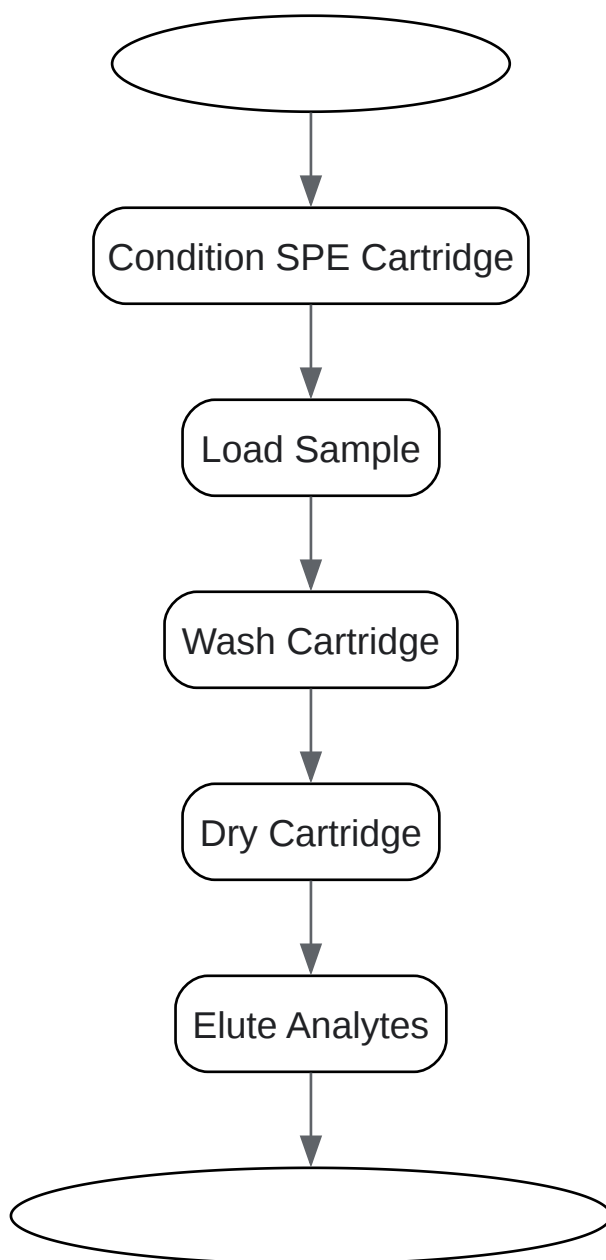 Condition SPE Cartridge
Load Sample
Wash Cartridge
Dry Cartridge
Elute Analytes